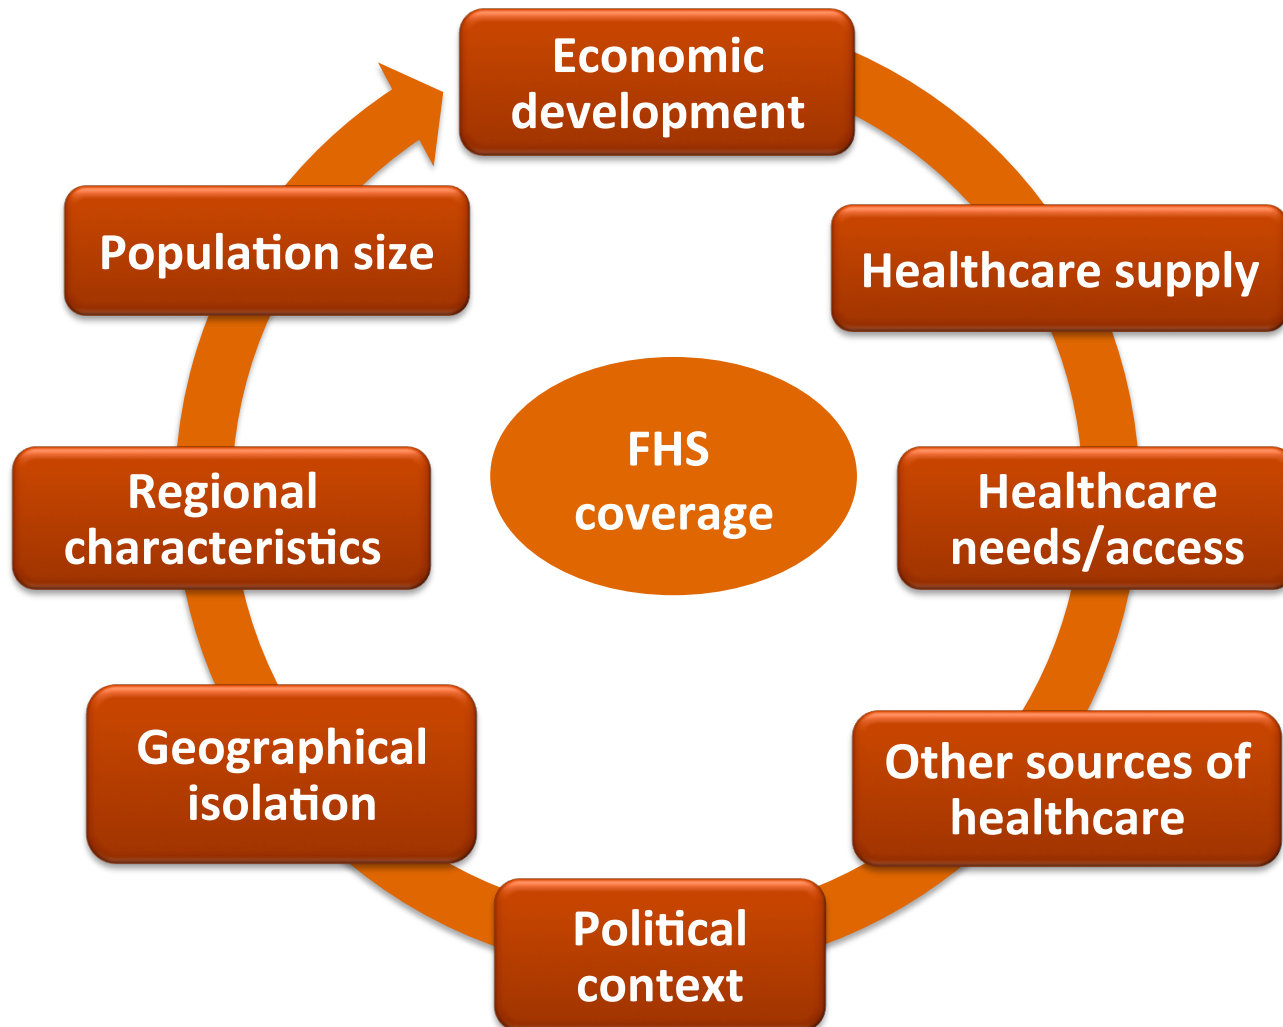 Economic
development
Healthcare supply
Healthcare
needs/access
Other sources of
healthcare
Political
context
Geographical
isolation
Regional
characteristics
Population size
FHS
coverage